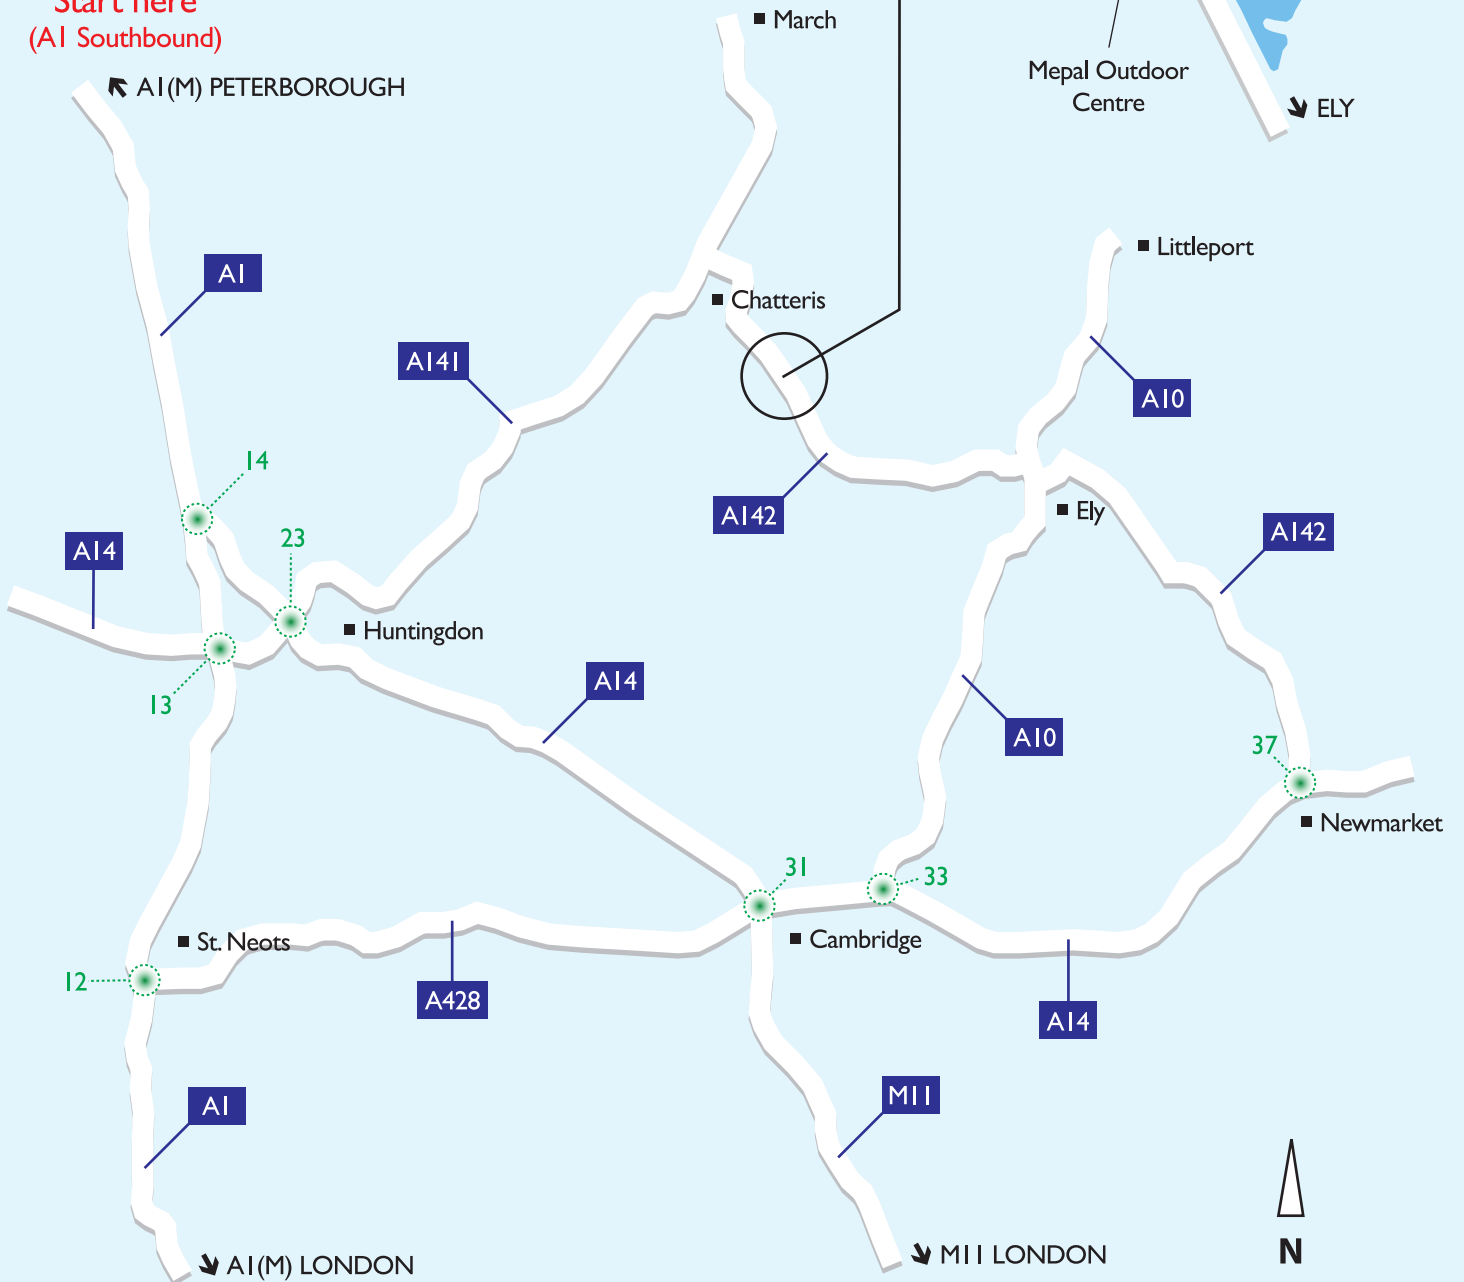 Start here
(A1 Southbound)
March
A1(M) PETERBOROUGH
Mepal Outdoor
Centre
ELY
Littleport
A1
Chatteris
A141
A10
14
A142
Ely
A142
A14
23
Huntingdon
13
A14
A10
37
Newmarket
31
33
St. Neots
Cambridge
12
A428
A14
A1
M11
N
A1(M) LONDON
M11 LONDON